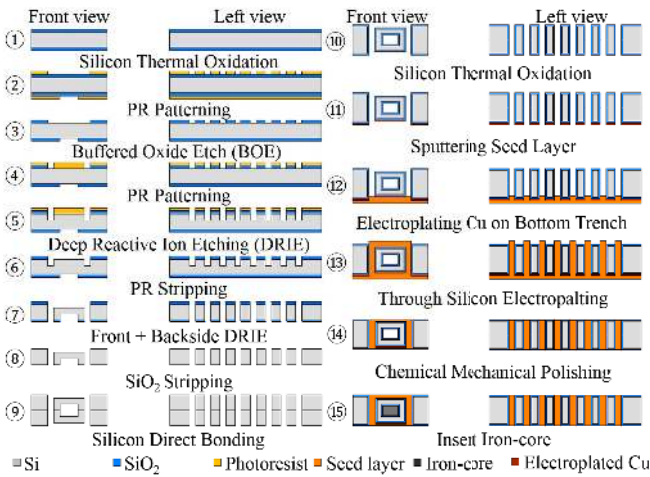 Front view
Left view
①
Silicon Thermal Oxidation
②
PR Patterning
③
Buffered Oxide Etch (BOE)
④
PR Patterning
⑤
Deep Reactive Ion Etching (DRIE)
⑥
PR Stripping
⑦
Front + Backside DRIE
⑧
SiO₂ Stripping
⑨
Silicon Direct Bonding
Front view
Left view
⑩
Silicon Thermal Oxidation
⑪
Sputtering Seed Layer
⑫
Electroplating Cu on Bottom Trench
⑬
Through Silicon Electropalting
⑭
Chemical Mechanical Polishing
⑮
Insert Iron-core
Si SiO₂ Photoresist Seed layer Iron-core Electroplated Cu